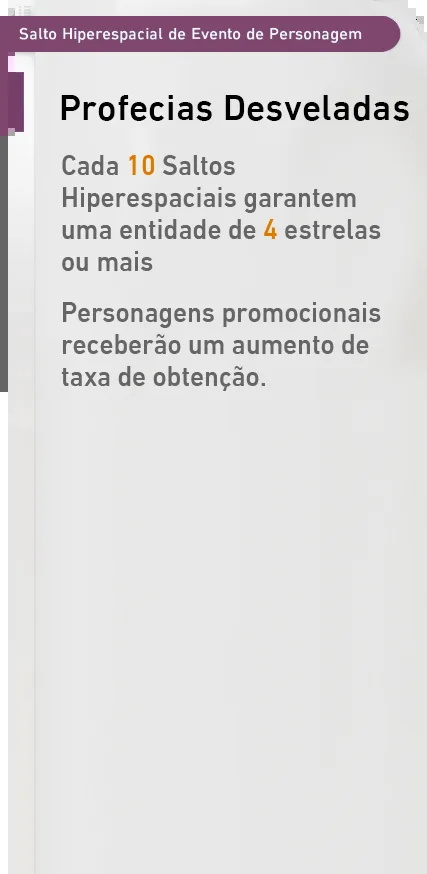 Salto Hiperespacial de Evento de Personagem
Profecias Desveladas
Cada 10 Saltos
Hiperespaciais garantem
uma entidade de 4 estrelas
ou mais
Personagens promocionais
receberão um aumento de
taxa de obtenção.